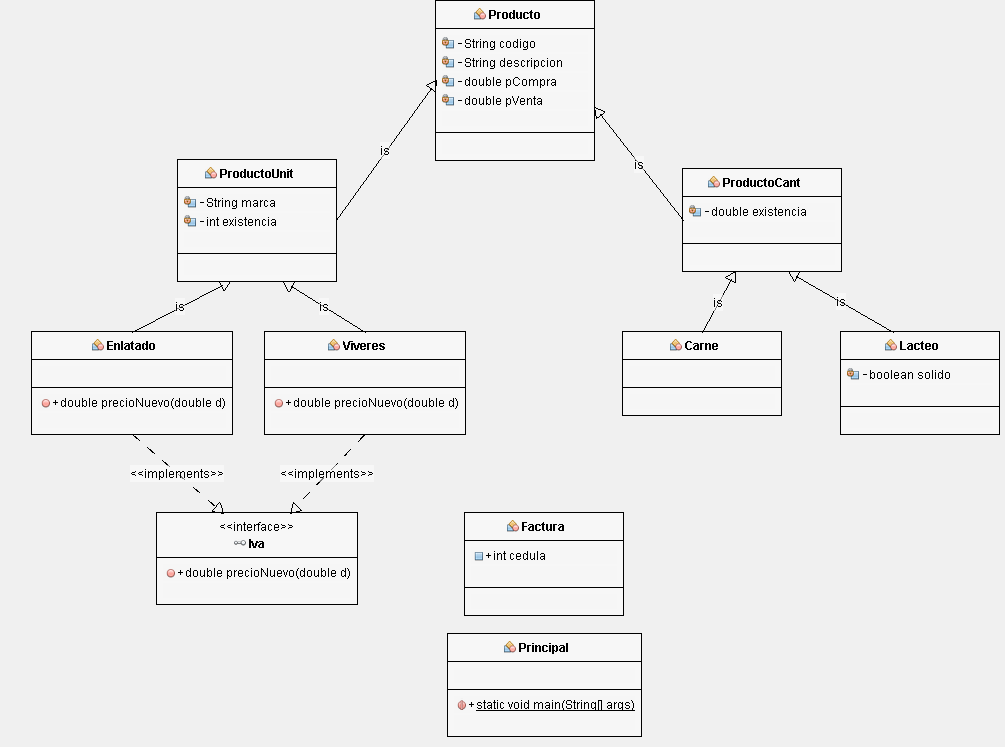 Producto
-String codigo
-String descripcion
-double pCompra
-double pVenta
is
is
ProductoUnit
-String marca
-int existencia
ProductoCant
-double existencia
is
is
is
is
Enlatado
+double precioNuevo(double d)
Viveres
+double precioNuevo(double d)
Carne
Lacteo
-boolean solido
<<implements>>
<<implements>>
<<interface>>
Iva
+double precioNuevo(double d)
Factura
+int cedula
Principal
+static void main(String[] args)